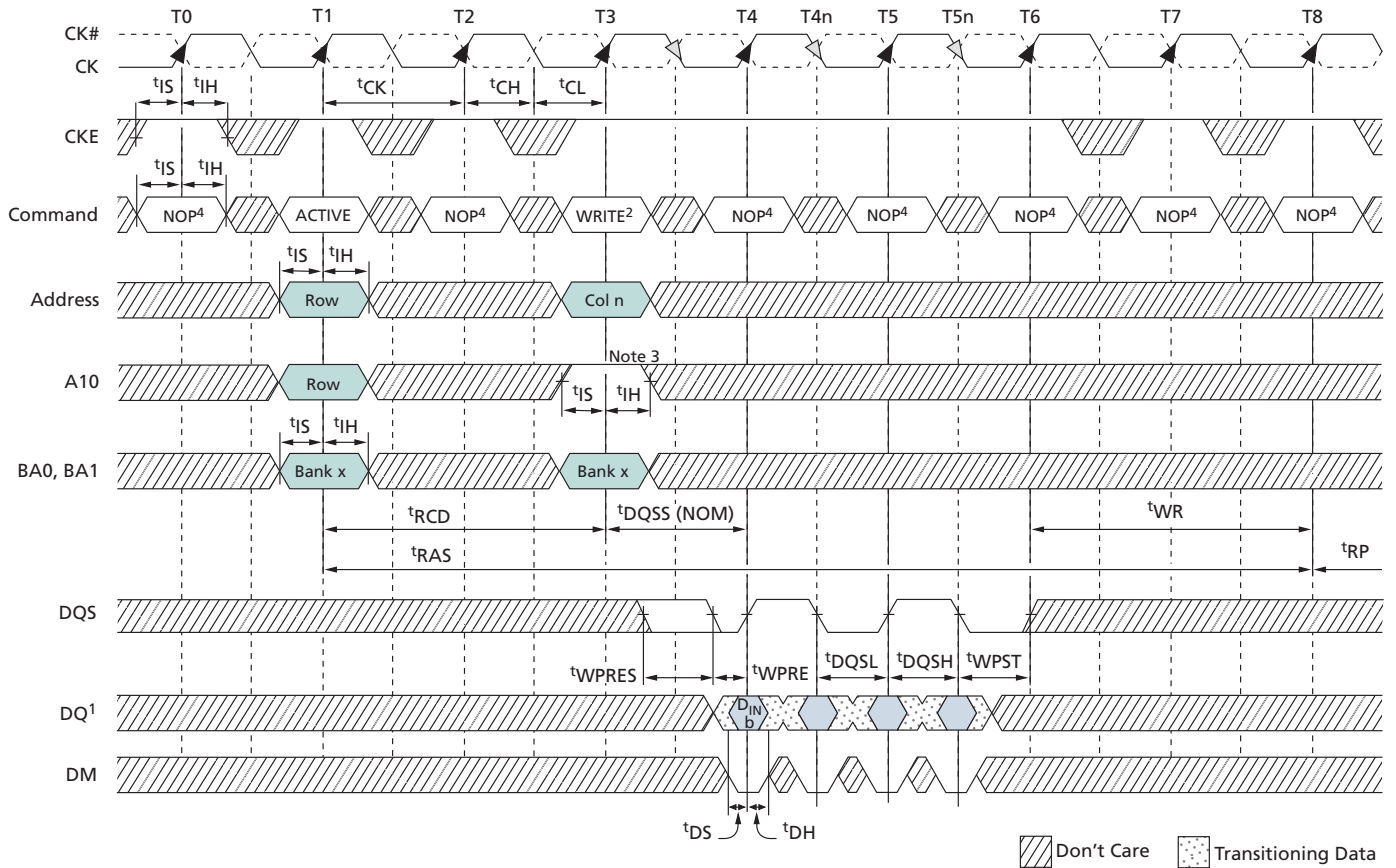 T0 T1 T2 T3 T4 T4n T5 T5n T6 T7 T8
CK#
CK
tIS tIH tCK tCH tCL
CKE
tIS tIH
Command NOP4 ACTIVE NOP4 WRITE2 NOP4 NOP4 NOP4 NOP4 NOP4
tIS tIH
Address Row Col n
Note 3
A10 Row
tIS tIH
tIS tIH
BA0, BA1 Bank x Bank x
tRCD tDQSS (NOM) tWR
tRAS tRP
DQS
tWPRES tWPRE tDQSL tDQSH tWPST
DQ1 DIN
b
DM
tDS tDH
Don't Care Transitioning Data